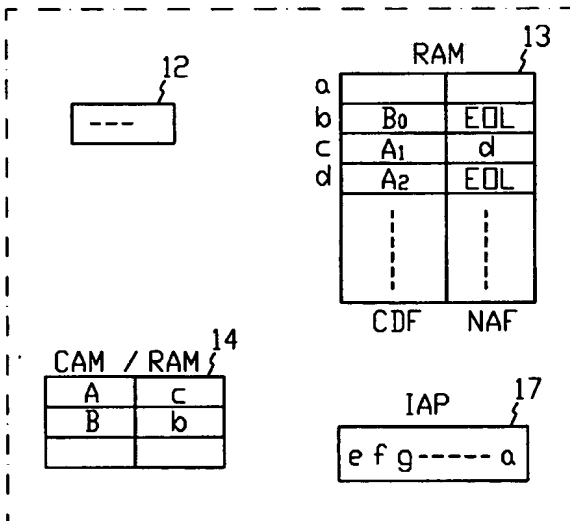 12
---
RAM 13
a
b B0 EOL
c A1 d
d A2 EOL
CDF NAF
CAM / RAM 14
A c
B b
IAP 17
e f g ----- a